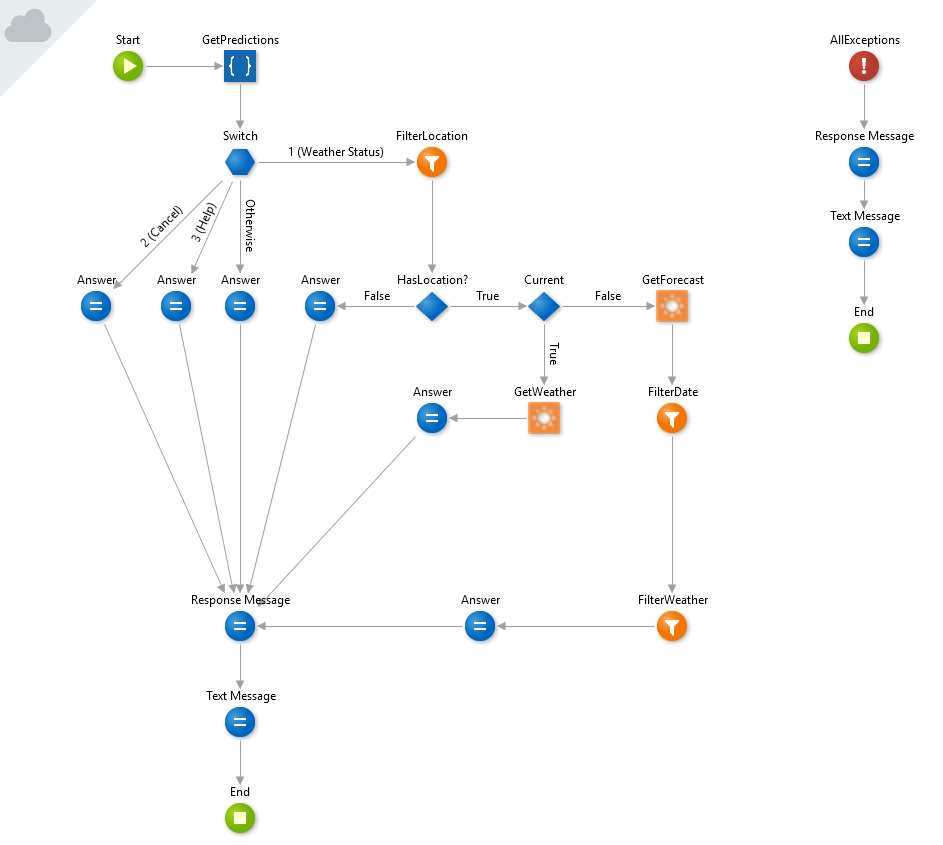 Start
GetPredictions
AllExceptions
Switch
1 (Weather Status)
FilterLocation
Response Message
2 (Cancel)
3 (Help)
Otherwise
Text Message
Answer
Answer
Answer
Answer
HasLocation?
Current
GetForecast
False
True
False
End
True
Answer
GetWeather
FilterDate
Response Message
Answer
FilterWeather
Text Message
End